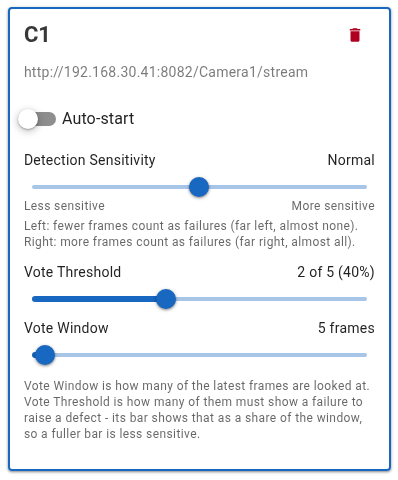 C1
http://192.168.30.41:8082/Camera1/stream
Auto-start
Detection Sensitivity Normal
Less sensitive More sensitive
Left: fewer frames count as failures (far left, almost none).
Right: more frames count as failures (far right, almost all).
Vote Threshold 2 of 5 (40%)
Vote Window 5 frames
Vote Window is how many of the latest frames are looked at.
Vote Threshold is how many of them must show a failure to
raise a defect - its bar shows that as a share of the window,
so a fuller bar is less sensitive.